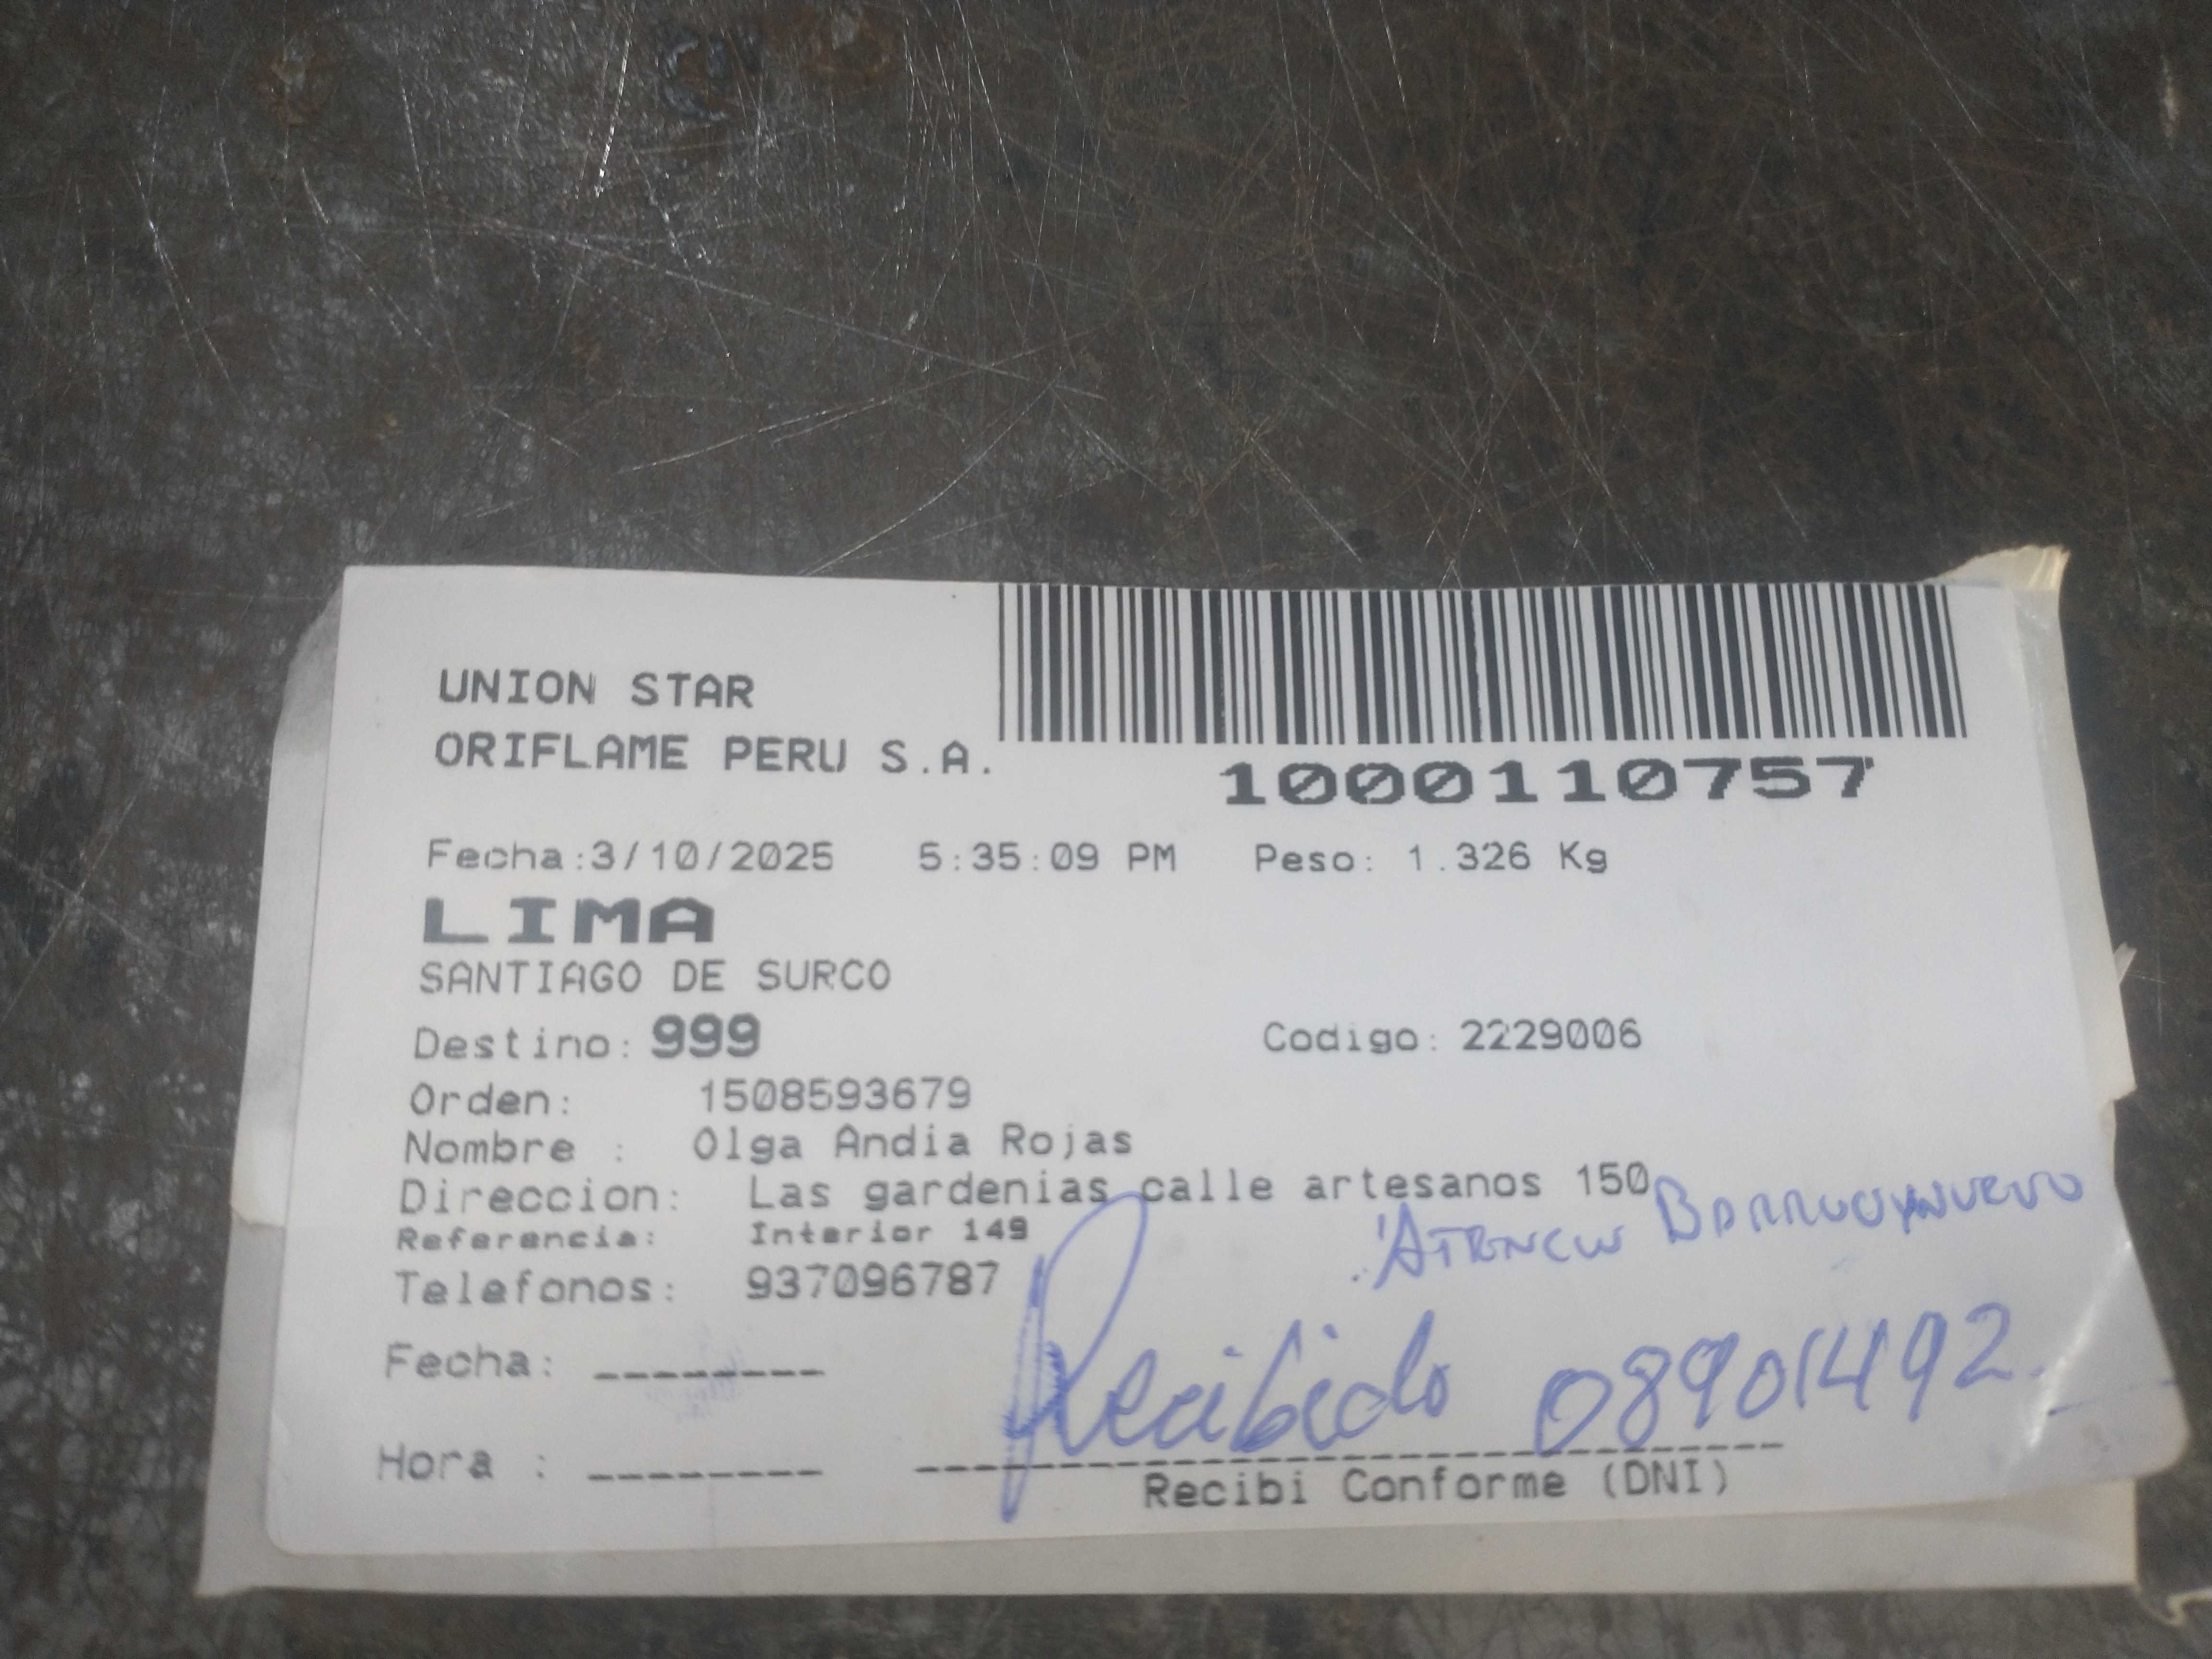 UNION STAR
ORIFLAME PERU S.A.
1000110757
Fecha:3/10/2025 5:35:09 PM Peso: 1.326 Kg
LIMA
SANTIAGO DE SURCO
Destino: 999 Codigo: 2229006
Orden: 1508593679
Nombre : Olga Andia Rojas
Direccion: Las gardenias calle artesanos 150
Referencia: Interior 149
Telefonos: 937096787
Fecha: --------
Recibido 08901492
Hora : --------
Recibi Conforme (DNI)